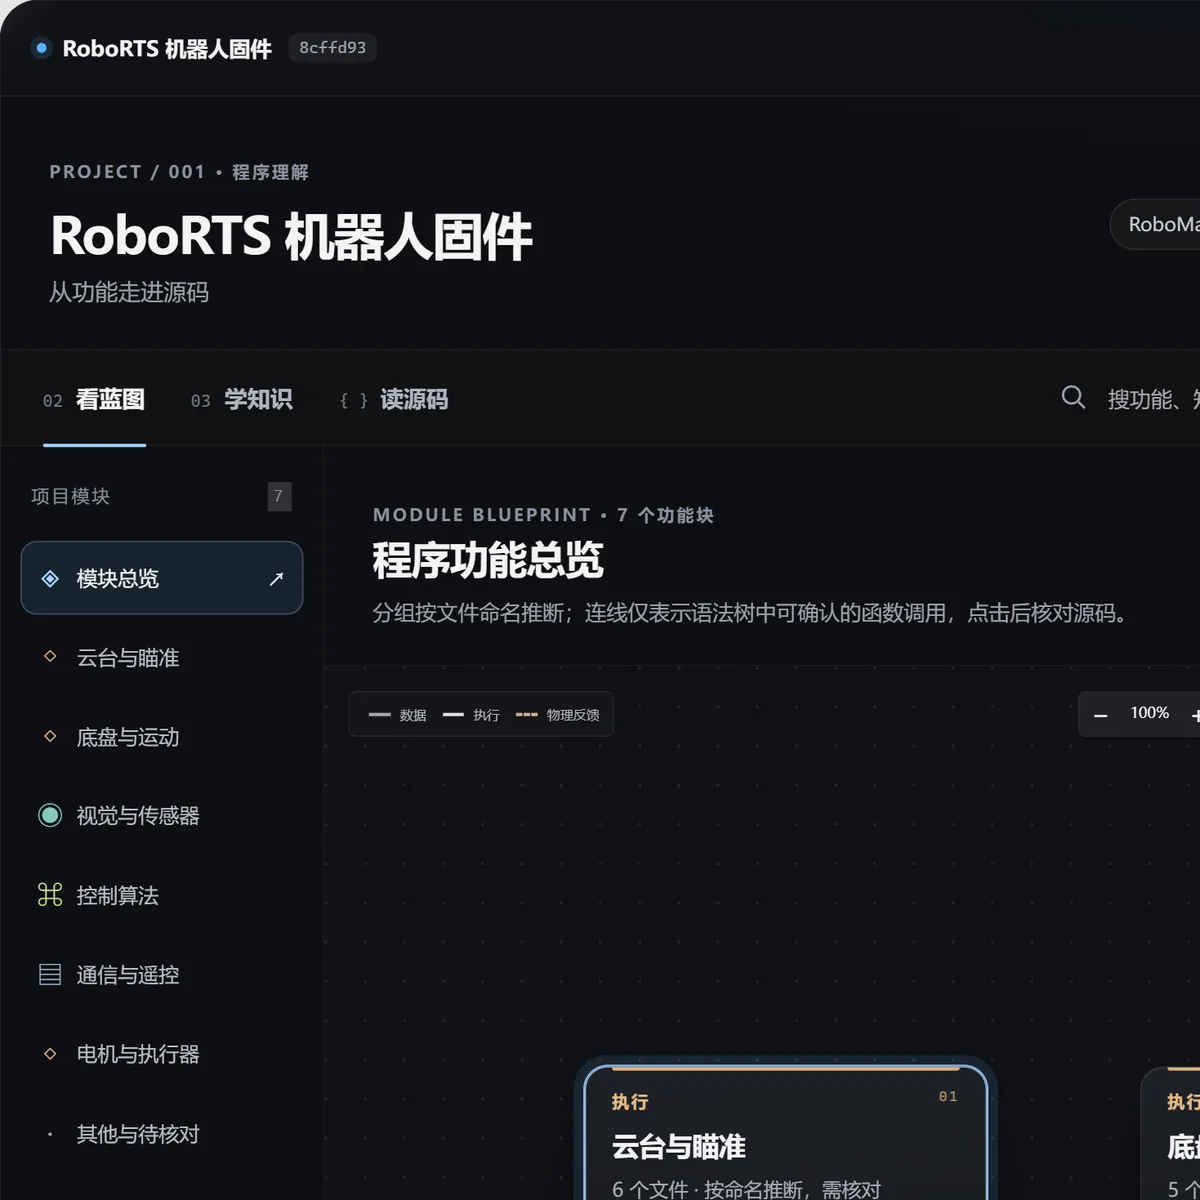 RoboRTS 机器人固件 8cffd93
PROJECT / 001 • 程序理解
RoboRTS 机器人固件
从功能走进源码
RoboMa
02 看蓝图 03 学知识 { } 读源码
搜功能、
项目模块 7
模块总览 ↗
云台与瞄准
底盘与运动
视觉与传感器
控制算法
通信与遥控
电机与执行器
其他与待核对
MODULE BLUEPRINT • 7 个功能块
程序功能总览
分组按文件命名推断；连线仅表示语法树中可确认的函数调用，点击后核对源码。
数据 执行 物理反馈
− 100% +
执行 01
云台与瞄准
6 个文件 · 按命名推断，需核对
执行
底
5 个